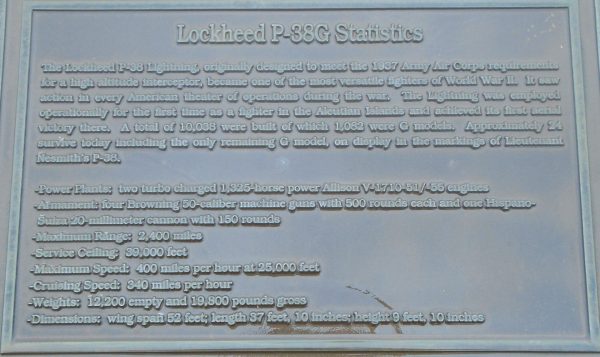 Lockheed P-38G Statistics
The Lockheed P-38 Lightning, originally designed to meet the 1937 Army Air Corps requirements
for a high altitude interceptor, became one of the most versatile fighters of World War II. It saw
action in every American theater of operations during the war. The Lightning was employed
operationally for the first time as a fighter in the Aleutian Islands and achieved its first aerial
victory there. A total of 10,038 were built of which 1,082 were G models. Approximately 24
survive today including the only remaining G model, on display in the markings of Lieutenant
Nesmith's P-38.
-Power Plants: two turbo charged 1,325-horse power Allison V-1710-51/-55 engines
-Armament: four Browning 50-caliber machine guns with 500 rounds each and one Hispano-
Suiza 20-millimeter cannon with 150 rounds
-Maximum Range: 2,400 miles
-Service Ceiling: 39,000 feet
-Maximum Speed: 400 miles per hour at 25,000 feet
-Cruising Speed: 340 miles per hour
-Weights: 12,200 empty and 19,800 pounds gross
-Dimensions: wing span 52 feet; length 37 feet, 10 inches; height 9 feet, 10 inches